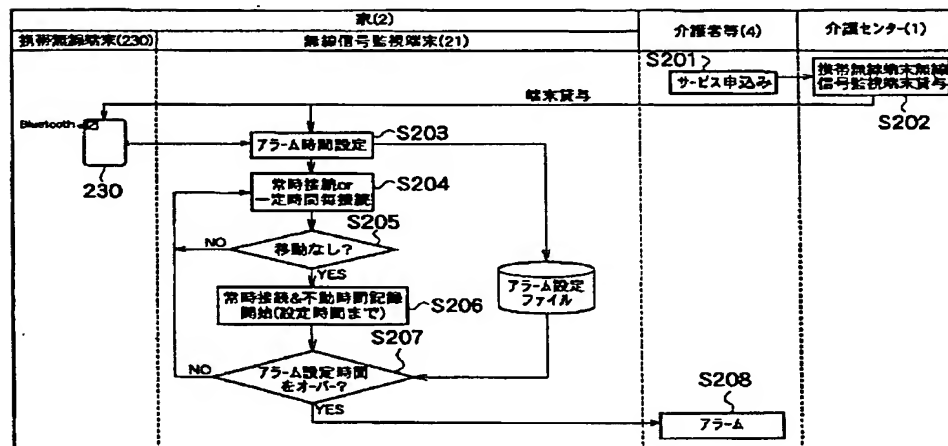 家(2)
介護者等(4)
介護センター(1)
携帯無線端末(230)
無線信号監視端末(21)
S201
サービス申込み
携帯無線端末無線
信号監視端末貸与
S202
端末貸与
Bluetooth
230
S203
アラーム時間設定
S204
常時接続or
一定時間毎接続
S205
移動なし?
NO
YES
アラーム設定
ファイル
S206
常時接続&不動時間記録
開始(設定時間まで)
S207
アラーム設定時間
をオーバー?
NO
YES
S208
アラーム